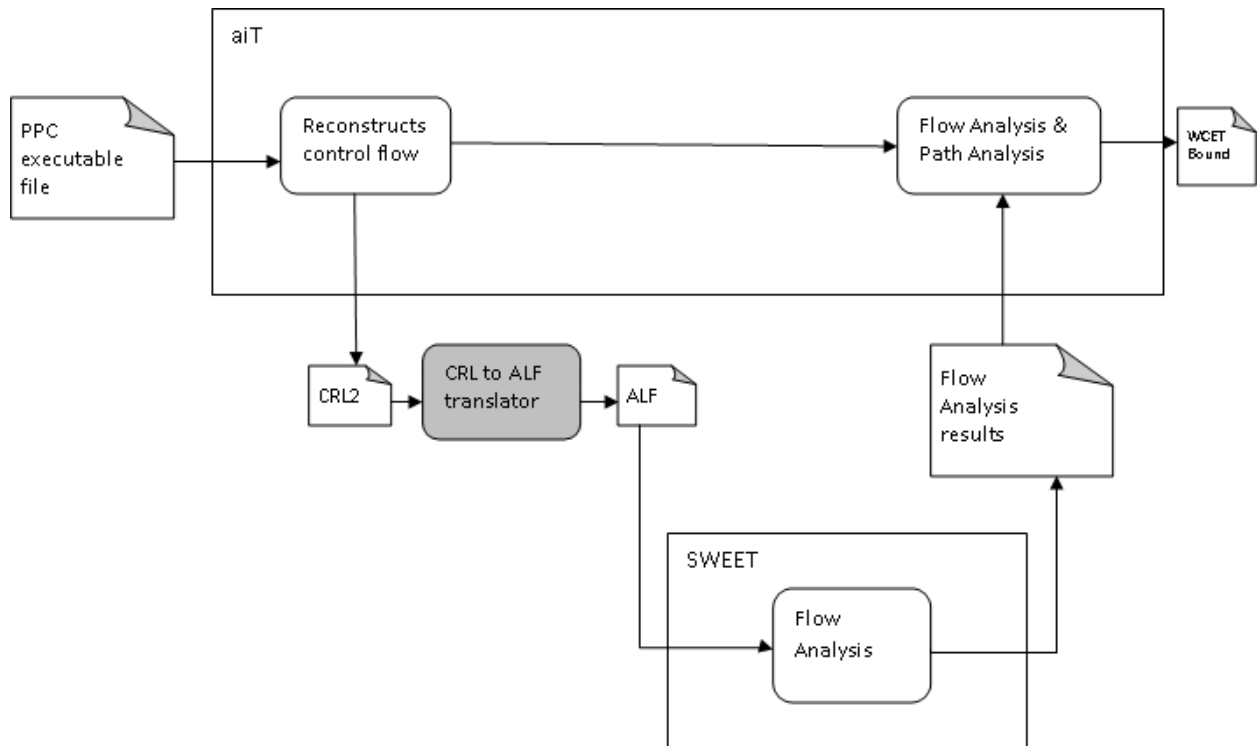 aiT
PPC
executable
file
Reconstructs
control flow
Flow Analysis &
Path Analysis
WCET
Bound
CRL2
CRL to ALF
translator
ALF
Flow
Analysis
results
SWEET
Flow
Analysis